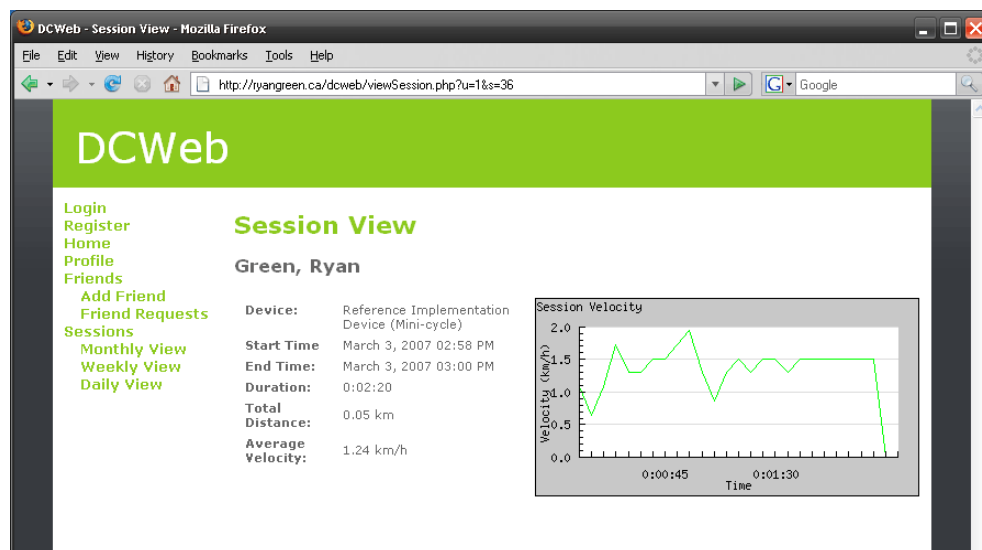 DCWeb - Session View - Mozilla Firefox
File Edit View History Bookmarks Tools Help
http://ryangreen.ca/dcweb/viewSession.php?u=1&s=36
G Google
DCWeb
Login
Register
Home
Profile
Friends
Add Friend
Friend Requests
Sessions
Monthly View
Weekly View
Daily View
Session View
Green, Ryan
Device: Reference Implementation
Device (Mini-cycle)
Start Time March 3, 2007 02:58 PM
End Time: March 3, 2007 03:00 PM
Duration: 0:02:20
Total
Distance: 0.05 km
Average
Velocity: 1.24 km/h
Session Velocity
Velocity (km/h)
2.0
1.5
1.0
0.5
0.0
0:00:45 0:01:30
Time